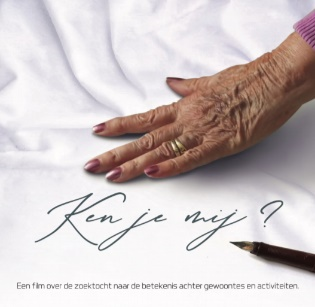 Ken je mij ?
Een film over de zoektocht naar de betekenis achter gewoontes en activiteiten.